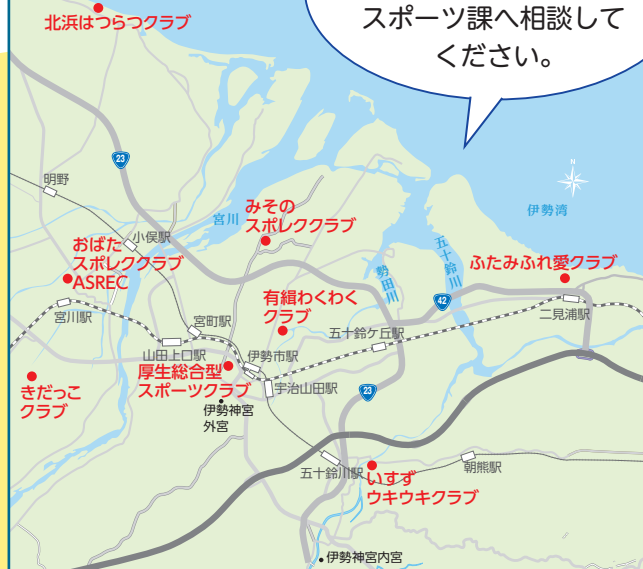 スポーツ課へ相談して
ください。
北浜はつらつクラブ
23
明野
小俣駅
宮川
みその
スポレククラブ
N
伊勢湾
おばた
スポレククラブ
ASREC
勢田川
五十鈴川
ふたみふれ愛クラブ
有緝わくわく
クラブ
42
宮川駅
宮町駅
二見浦駅
山田上口駅
伊勢市駅
五十鈴ケ丘駅
きだっこ
クラブ
厚生総合型
スポーツクラブ
宇治山田駅
23
伊勢神宮
外宮
五十鈴川駅
朝熊駅
いすず
ウキウキクラブ
伊勢神宮内宮